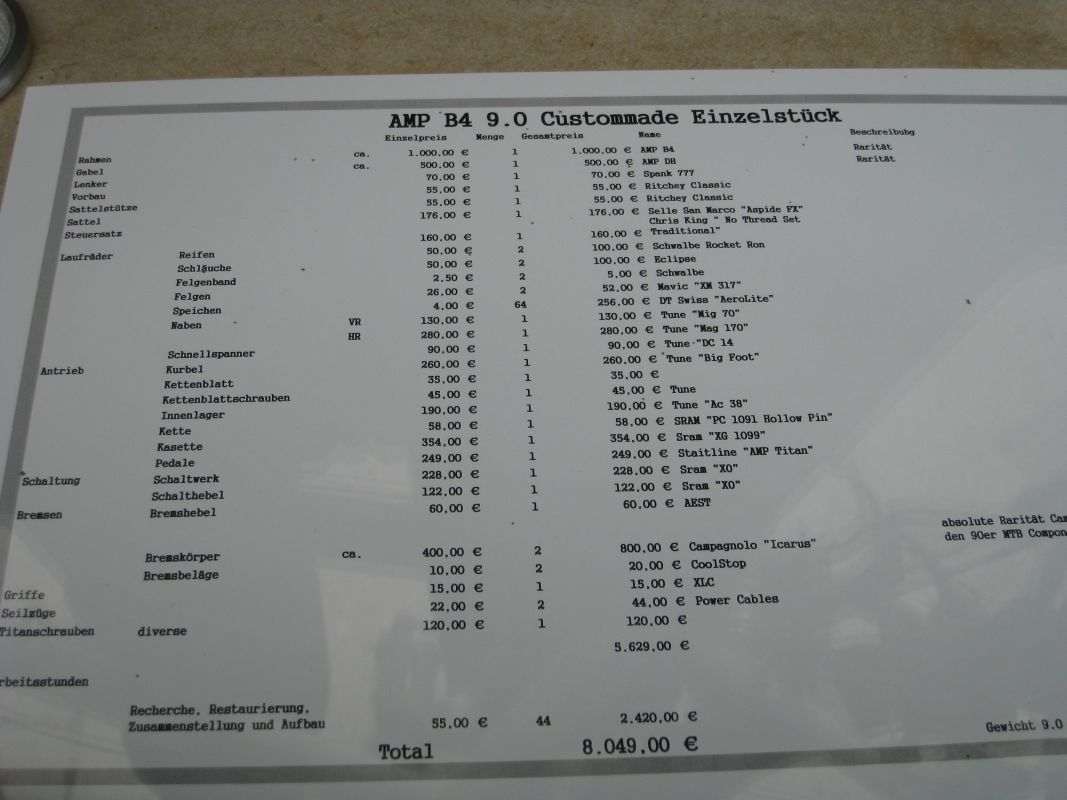 AMP B4 9.0 Custommade Einzelstück
Einzelpreis Menge Gesamtpreis Name Beschreibubg
Rahmen ca. 1.000,00 € 1 1.000,00 € AMP B4 Rarität
Gabel ca. 500,00 € 1 500,00 € AMP DH Rarität
Lenker 70,00 € 1 70,00 € Spank 777
Vorbau 55,00 € 1 55,00 € Ritchey Classic
Sattelstütze 55,00 € 1 55,00 € Ritchey Classic
Sattel 176,00 € 1 176,00 € Selle San Marco "Aspide FX"
Chris King " No Thread Set
Steuersatz 160,00 € 1 160,00 € Traditional"
Laufräder Reifen 50,00 € 2 100,00 € Schwalbe Rocket Ron
Schläuche 50,00 € 2 100,00 € Eclipse
Felgenband 2,50 € 2 5,00 € Schwalbe
Felgen 26,00 € 2 52,00 € Mavic "XM 317"
Speichen 4,00 € 64 256,00 € DT Swiss "AeroLite"
Naben VR 130,00 € 1 130,00 € Tune "Mig 70"
HR 280,00 € 1 280,00 € Tune "Mag 170"
Schnellspanner 90,00 € 1 90,00 € Tune "DC 14
Antrieb Kurbel 260,00 € 1 260,00 € Tune "Big Foot"
Kettenblatt 35,00 € 1 35,00 €
Kettenblattschrauben 45,00 € 1 45,00 € Tune
Innenlager 190,00 € 1 190,00 € Tune "Ac 38"
Kette 58,00 € 1 58,00 € SRAM "PC 1091 Hollow Pin"
Kasette 354,00 € 1 354,00 € Sram "XG 1099"
Pedale 249,00 € 1 249,00 € Staitline "AMP Titan"
Schaltung Schaltwerk 228,00 € 1 228,00 € Sram "XO"
Schalthebel 122,00 € 1 122,00 € Sram "XO"
Bremsen Bremshebel 60,00 € 1 60,00 € AEST
absolute Rarität Cam
den 90er MTB Compon
Bremskörper ca. 400,00 € 2 800,00 € Campagnolo "Icarus"
Bremsbeläge 10,00 € 2 20,00 € CoolStop
Griffe 15,00 € 1 15,00 € XLC
Seilzüge 22,00 € 2 44,00 € Power Cables
Titanschrauben diverse 120,00 € 1 120,00 €
5.629,00 €
rbeitsstunden
Recherche, Restaurierung,
Zusammenstellung und Aufbau 55,00 € 44 2.420,00 €
Gewicht 9.0
Total 8.049,00 €